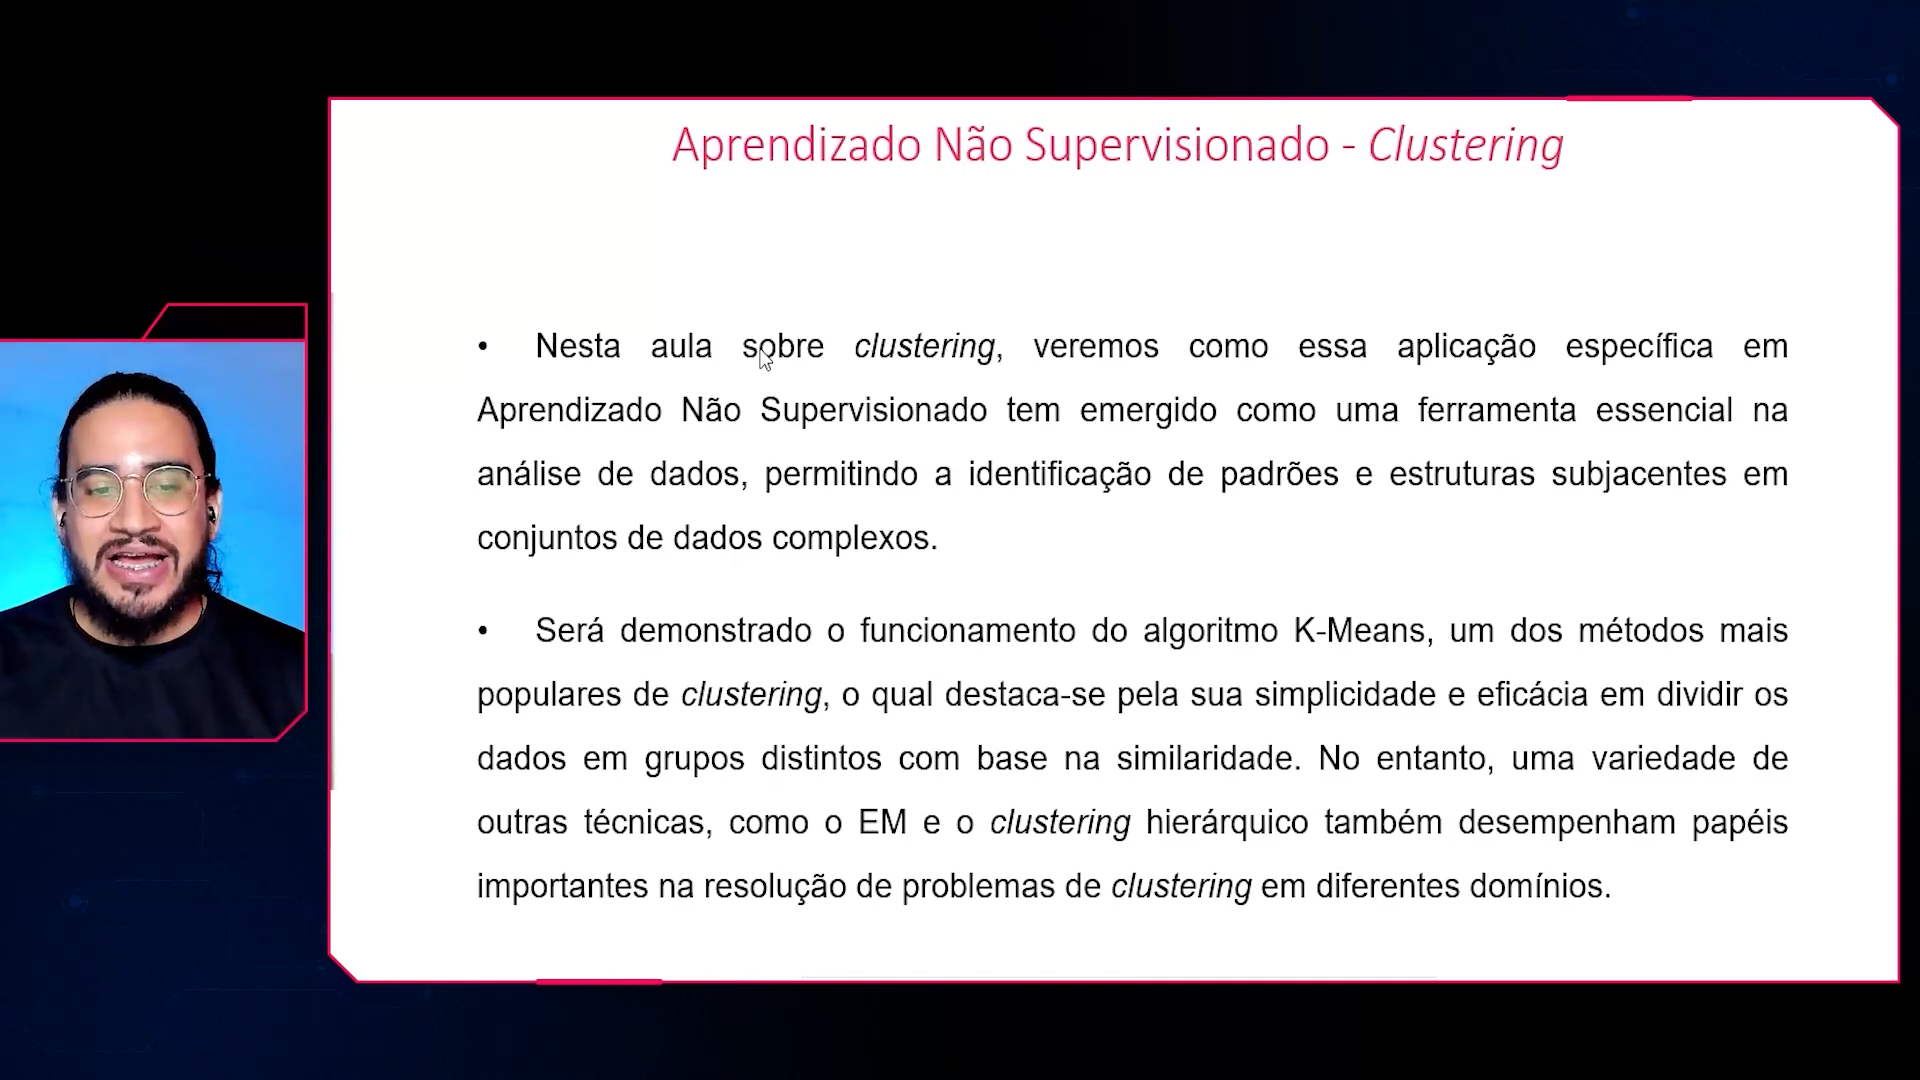 Aprendizado Não Supervisionado - Clustering
• Nesta aula sobre clustering, veremos como essa aplicação específica em
Aprendizado Não Supervisionado tem emergido como uma ferramenta essencial na
análise de dados, permitindo a identificação de padrões e estruturas subjacentes em
conjuntos de dados complexos.
• Será demonstrado o funcionamento do algoritmo K-Means, um dos métodos mais
populares de clustering, o qual destaca-se pela sua simplicidade e eficácia em dividir os
dados em grupos distintos com base na similaridade. No entanto, uma variedade de
outras técnicas, como o EM e o clustering hierárquico também desempenham papéis
importantes na resolução de problemas de clustering em diferentes domínios.